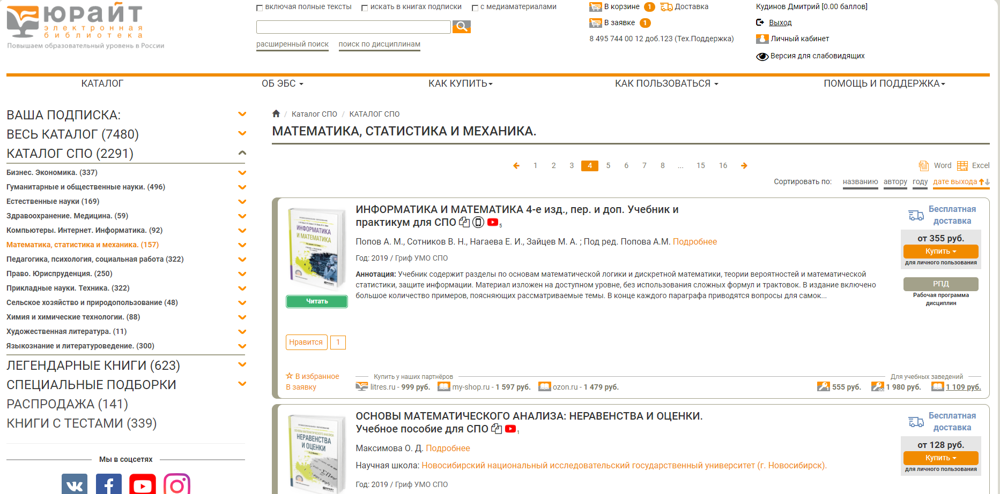 ЮРАЙТ
электронная
библиотека
Повышаем образовательный уровень в России
включая полные тексты искать в книгах подписки с медиаматериалами
расширенный поиск поиск по дисциплинам
В корзине 1 Доставка
В заявке 1
8 495 744 00 12 доб.123 (Тех.Поддержка)
Кудинов Дмитрий [0.00 баллов]
Выход
Личный кабинет
Версия для слабовидящих
КАТАЛОГ ОБ ЭБС КАК КУПИТЬ КАК ПОЛЬЗОВАТЬСЯ ПОМОЩЬ И ПОДДЕРЖКА
ВАША ПОДПИСКА:
ВЕСЬ КАТАЛОГ (7480)
КАТАЛОГ СПО (2291)
Бизнес. Экономика. (337)
Гуманитарные и общественные науки. (496)
Естественные науки (169)
Здравоохранение. Медицина. (59)
Компьютеры. Интернет. Информатика. (92)
Математика, статистика и механика. (157)
Педагогика, психология, социальная работа (322)
Право. Юриспруденция. (250)
Прикладные науки. Техника. (322)
Сельское хозяйство и природопользование (48)
Химия и химические технологии. (88)
Художественная литература. (11)
Языкознание и литературоведение. (300)
ЛЕГЕНДАРНЫЕ КНИГИ (623)
СПЕЦИАЛЬНЫЕ ПОДБОРКИ
РАСПРОДАЖА (141)
КНИГИ С ТЕСТАМИ (339)
Мы в соцсетях
/ Каталог СПО / КАТАЛОГ СПО
МАТЕМАТИКА, СТАТИСТИКА И МЕХАНИКА.
1 2 3 4 5 6 7 8 ... 15 16
Word Excel
Сортировать по: названию автору году дате выхода
ИНФОРМАТИКА
И МАТЕМАТИКА
Читать
Нравится 1
В избранное
В заявку
ИНФОРМАТИКА И МАТЕМАТИКА 4-е изд., пер. и доп. Учебник и
практикум для СПО 5
Попов А. М., Сотников В. Н., Нагаева Е. И., Зайцев М. А. ; Под ред. Попова А.М. Подробнее
Год: 2019 / Гриф УМО СПО
Аннотация: Учебник содержит разделы по основам математической логики и дискретной математики, теории вероятностей и математической
статистики, защите информации. Материал изложен на доступном уровне, без использования сложных формул и трактовок. В издание включено
большое количество примеров, поясняющих рассматриваемые темы. В конце каждого параграфа приводятся вопросы для самок...
Купить у наших партнёров
litres.ru - 999 руб. my-shop.ru - 1 597 руб. ozon.ru - 1 479 руб.
Для учебных заведений
555 руб. 1 980 руб. 1 109 руб.
Бесплатная
доставка
от 355 руб.
Купить
для личного пользования
РПД
Рабочая программа
дисциплин
НЕРАВЕНСТВА
И ОЦЕНКИ
ОСНОВЫ МАТЕМАТИЧЕСКОГО АНАЛИЗА: НЕРАВЕНСТВА И ОЦЕНКИ.
Учебное пособие для СПО 1
Максимова О. Д. Подробнее
Научная школа: Новосибирский национальный исследовательский государственный университет (г. Новосибирск).
Год: 2019 / Гриф УМО СПО
Бесплатная
доставка
от 128 руб.
Купить
для личного пользования